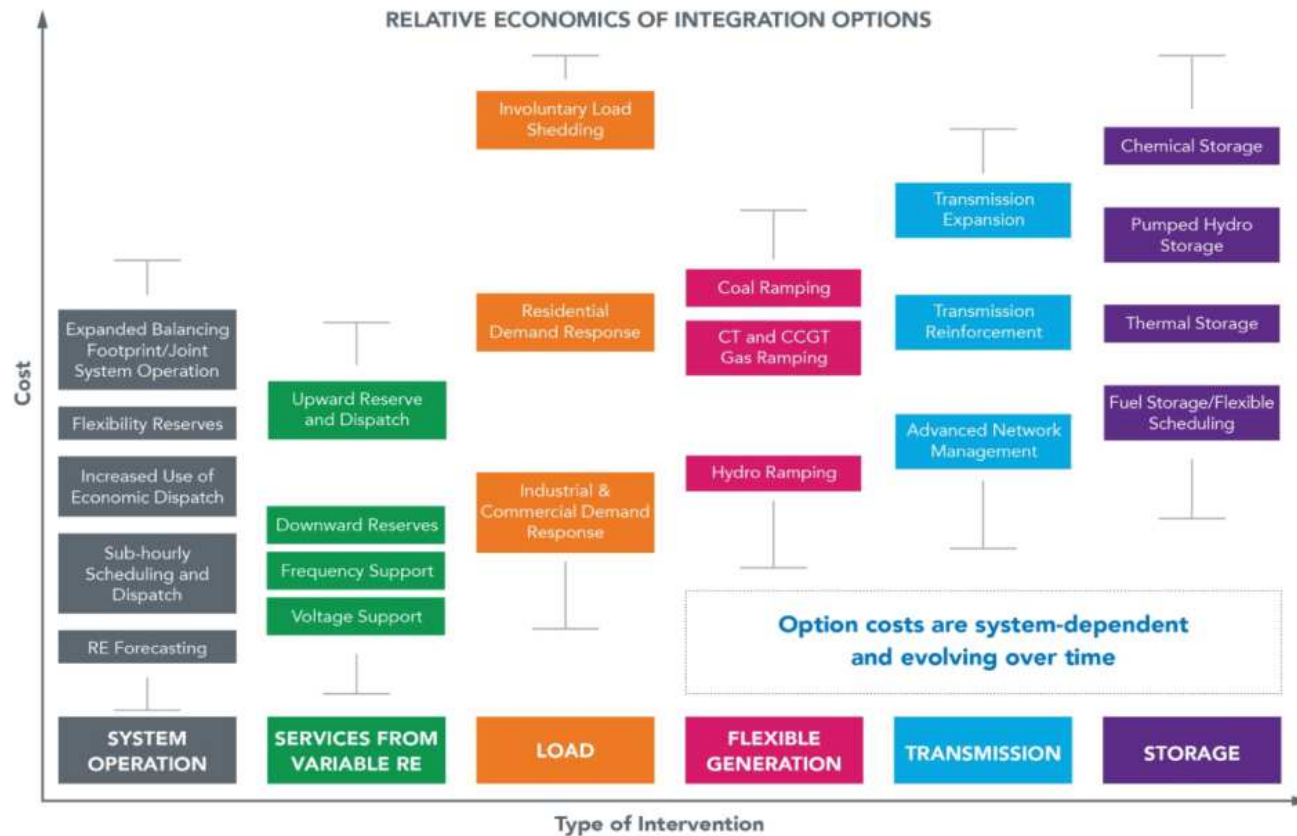 RELATIVE ECONOMICS OF INTEGRATION OPTIONS
Cost
Expanded Balancing
Footprint/Joint
System Operation
Flexibility Reserves
Increased Use of
Economic Dispatch
Sub-hourly
Scheduling and
Dispatch
RE Forecasting
SYSTEM
OPERATION
Upward Reserve
and Dispatch
Downward Reserves
Frequency Support
Voltage Support
SERVICES FROM
VARIABLE RE
Involuntary Load
Shedding
Residential
Demand Response
Industrial &
Commercial Demand
Response
LOAD
Coal Ramping
CT and CCGT
Gas Ramping
Hydro Ramping
FLEXIBLE
GENERATION
Transmission
Expansion
Transmission
Reinforcement
Advanced Network
Management
TRANSMISSION
Chemical Storage
Pumped Hydro
Storage
Thermal Storage
Fuel Storage/Flexible
Scheduling
STORAGE
Option costs are system-dependent
and evolving over time
Type of Intervention